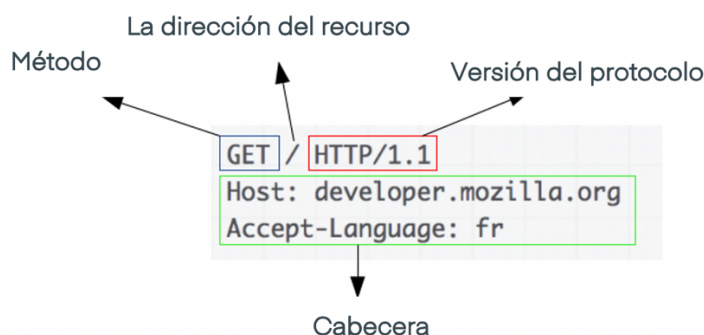 La dirección del recurso
Método
Versión del protocolo
GET / HTTP/1.1
Host: developer.mozilla.org
Accept-Language: fr
Cabecera